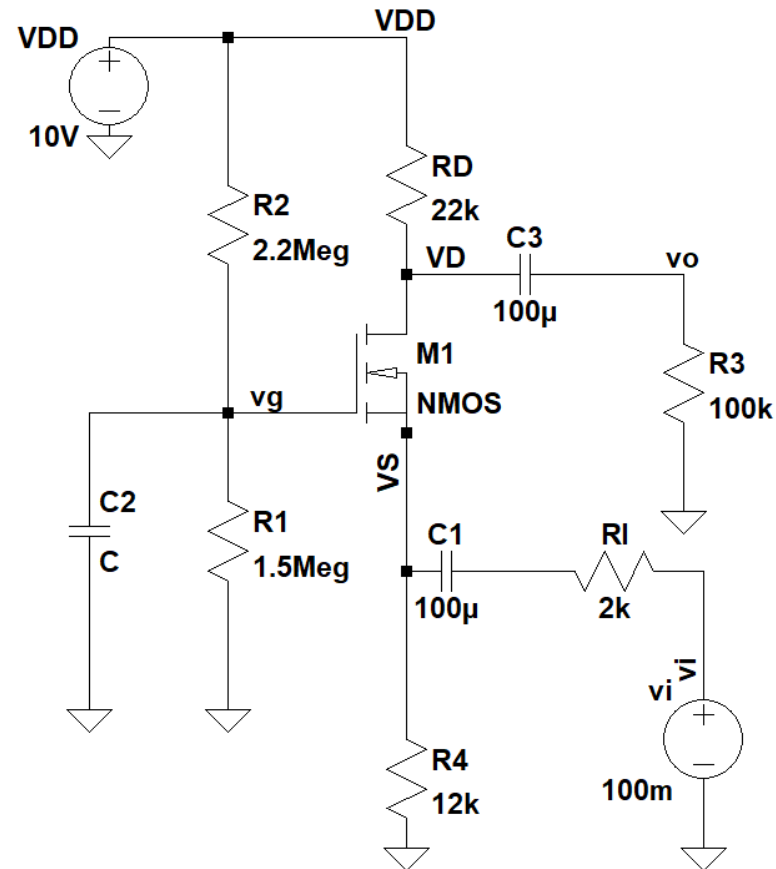 VDD
VDD
10V
R2
2.2Meg
RD
22k
VD
C3
100µ
vo
M1
NMOS
R3
100k
vg
VS
C2
C
R1
1.5Meg
C1
100µ
RI
2k
vi
vi
100m
R4
12k